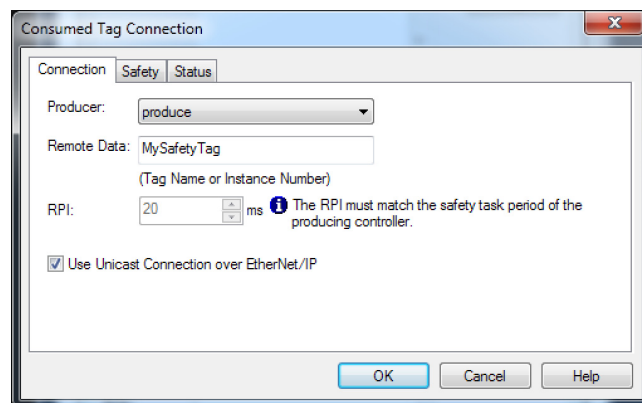 Consumed Tag Connection
Connection Safety Status
Producer: produce
Remote Data: MySafetyTag
(Tag Name or Instance Number)
RPI: 20 ms The RPI must match the safety task period of the
producing controller.
Use Unicast Connection over EtherNet/IP
OK Cancel Help